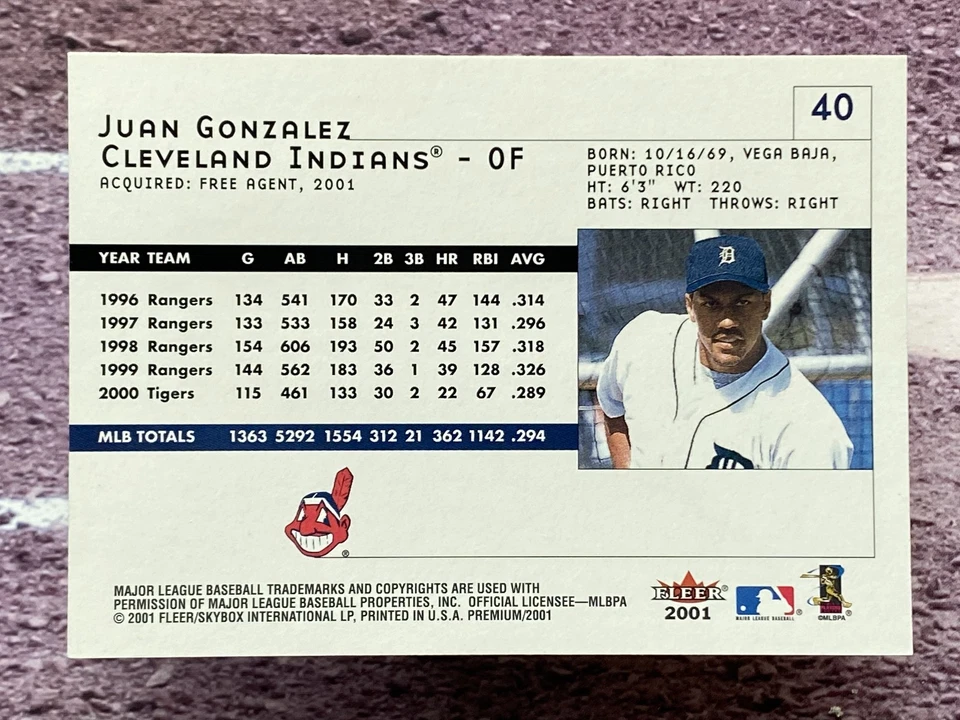 40
JUAN GONZALEZ
CLEVELAND INDIANS® - OF
ACQUIRED: FREE AGENT, 2001
BORN: 10/16/69, VEGA BAJA,
PUERTO RICO
HT: 6'3" WT: 220
BATS: RIGHT THROWS: RIGHT
YEAR TEAM G AB H 2B 3B HR RBI AVG
1996 Rangers 134 541 170 33 2 47 144 .314
1997 Rangers 133 533 158 24 3 42 131 .296
1998 Rangers 154 606 193 50 2 45 157 .318
1999 Rangers 144 562 183 36 1 39 128 .326
2000 Tigers 115 461 133 30 2 22 67 .289
MLB TOTALS 1363 5292 1554 312 21 362 1142 .294
D
D
®
MAJOR LEAGUE BASEBALL TRADEMARKS AND COPYRIGHTS ARE USED WITH
PERMISSION OF MAJOR LEAGUE BASEBALL PROPERTIES, INC. OFFICIAL LICENSEE—MLBPA
© 2001 FLEER/SKYBOX INTERNATIONAL LP, PRINTED IN U.S.A. PREMIUM/2001
FLEER
2001
®
MAJOR LEAGUE BASEBALL
PLAYERS
®
©MLBPA